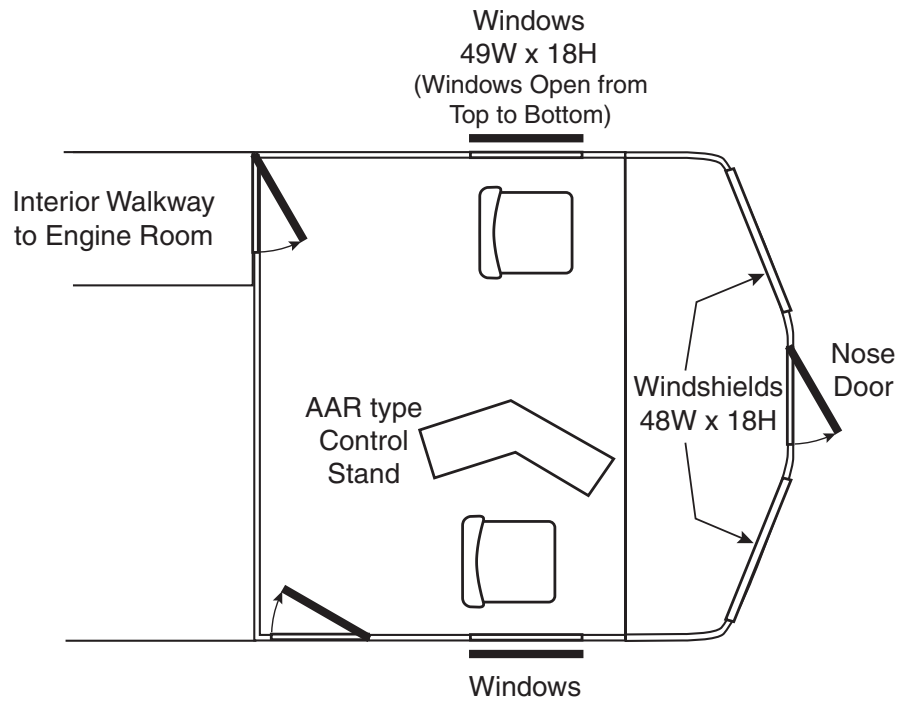 Windows
49W x 18H
(Windows Open from
Top to Bottom)
Interior Walkway
to Engine Room
Nose
Door
Windshields
48W x 18H
AAR type
Control
Stand
Windows